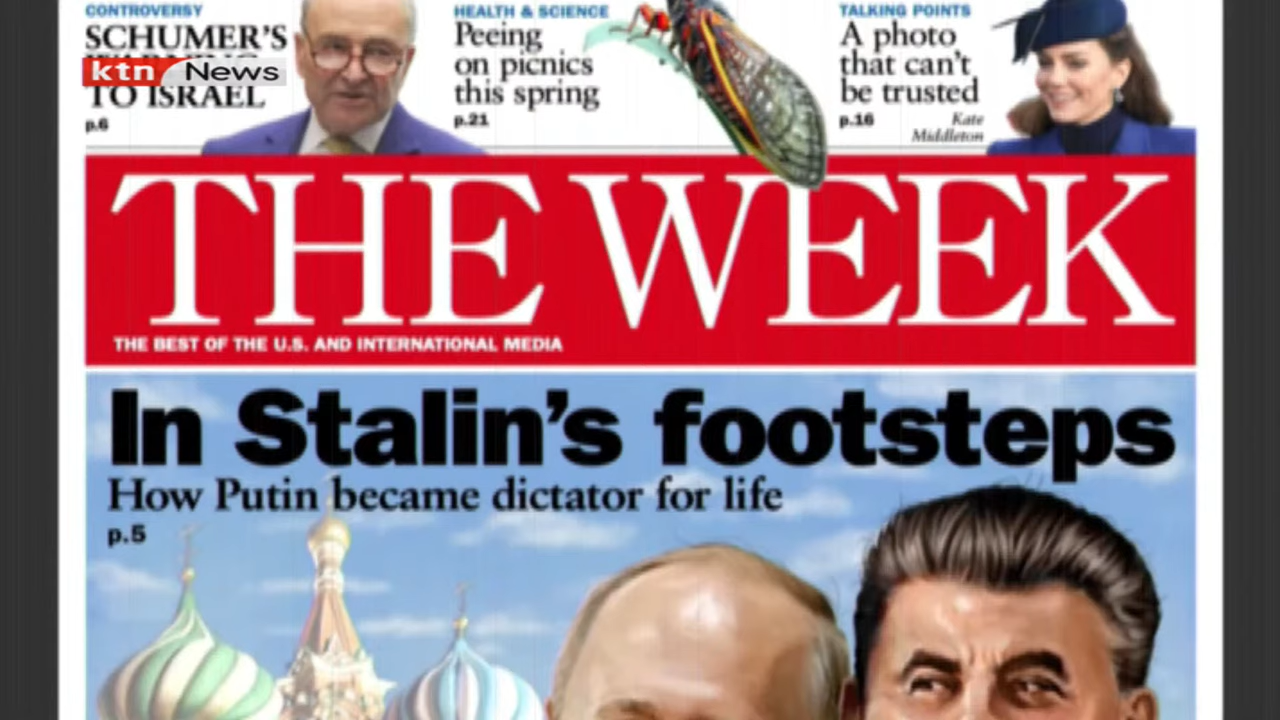 CONTROVERSY
SCHUMER'S
TO ISRAEL
p.6
ktn News
HEALTH & SCIENCE
Peeing
on picnics
this spring
p.21
TALKING POINTS
A photo
that can't
be trusted
p.16
Kate
Middleton
THE WEEK
THE BEST OF THE U.S. AND INTERNATIONAL MEDIA
In Stalin's footsteps
How Putin became dictator for life
p.5